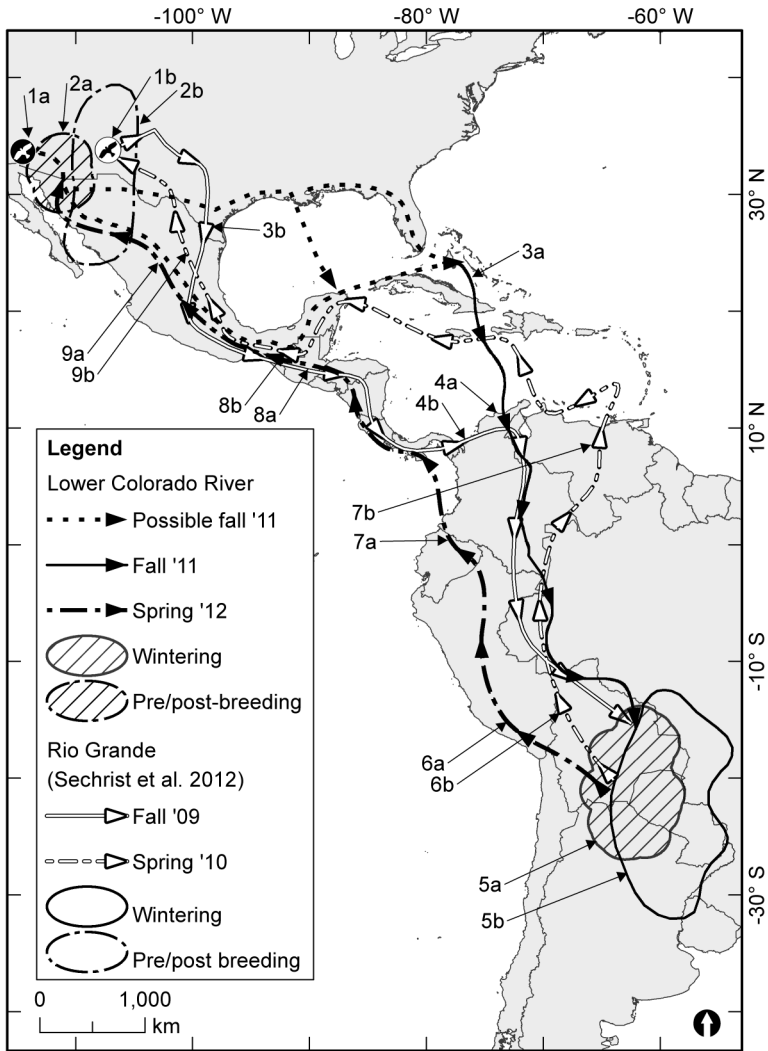 -100° W
-80° W
-60° W
1a
2a
1b
2b
30° N
3b
3a
9a
9b
8b
8a
4a
4b
10° N
7b
7a
-10° S
6a
6b
5a
5b
-30° S
Legend
Lower Colorado River
Possible fall '11
Fall '11
Spring '12
Wintering
Pre/post-breeding
Rio Grande
(Sechrist et al. 2012)
Fall '09
Spring '10
Wintering
Pre/post breeding
0 1,000
km